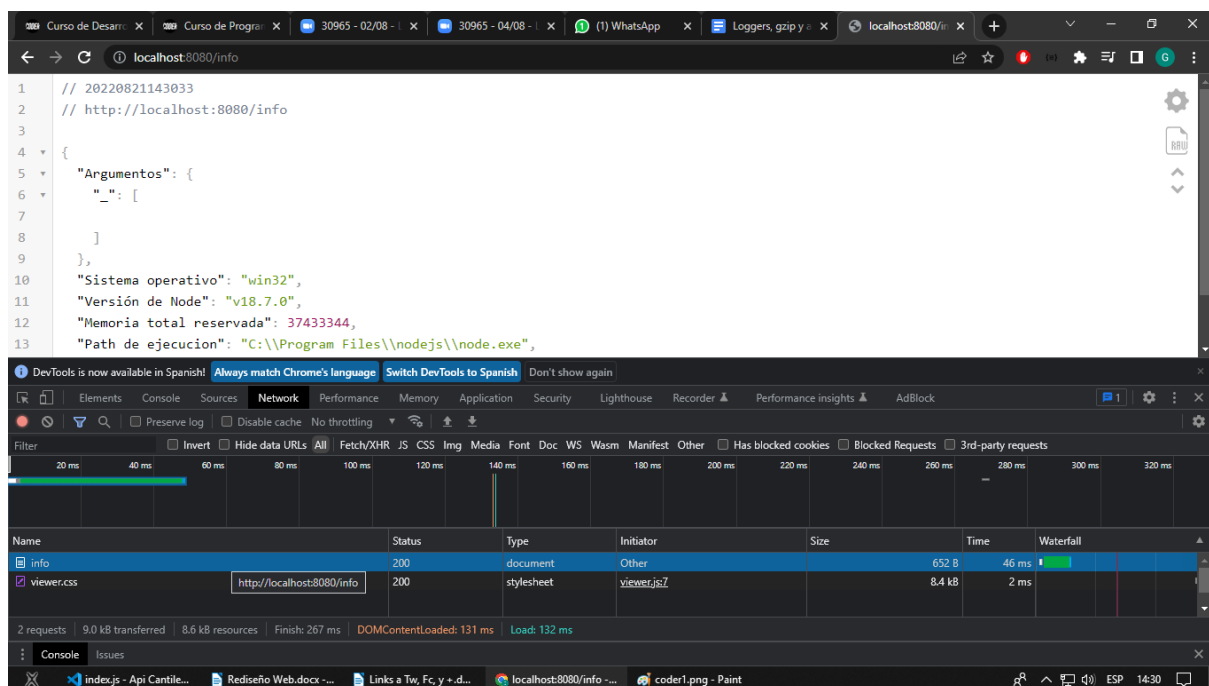 Curso de Desarro
Curso de Program
30965 - 02/08 - L
30965 - 04/08 - L
(1) WhatsApp
Loggers, gzip y a
localhost:8080/in
localhost:8080/info
G
1 // 20220821143033
2 // http://localhost:8080/info
3
4 {
5 "Argumentos": {
6 "_": [
7
8 ]
9 },
10 "Sistema operativo": "win32",
11 "Versión de Node": "v18.7.0",
12 "Memoria total reservada": 37433344,
13 "Path de ejecucion": "C:\\Program Files\\nodejs\\node.exe",
RAW
DevTools is now available in Spanish! Always match Chrome's language Switch DevTools to Spanish Don't show again
Elements Console Sources Network Performance Memory Application Security Lighthouse Recorder Performance insights AdBlock 1
Preserve log Disable cache No throttling
Filter Invert Hide data URLs All Fetch/XHR JS CSS Img Media Font Doc WS Wasm Manifest Other Has blocked cookies Blocked Requests 3rd-party requests
20 ms 40 ms 60 ms 80 ms 100 ms 120 ms 140 ms 160 ms 180 ms 200 ms 220 ms 240 ms 260 ms 280 ms 300 ms 320 ms
Name Status Type Initiator Size Time Waterfall
info 200 document Other 652 B 46 ms
viewer.css http://localhost:8080/info 200 stylesheet viewer.js:7 8.4 kB 2 ms
2 requests 9.0 kB transferred 8.6 kB resources Finish: 267 ms DOMContentLoaded: 131 ms Load: 132 ms
Console Issues
index.js - Api Cantile... Rediseño Web.docx -... Links a Tw, Fc, y +.d... localhost:8080/info -... coder1.png - Paint ESP 14:30